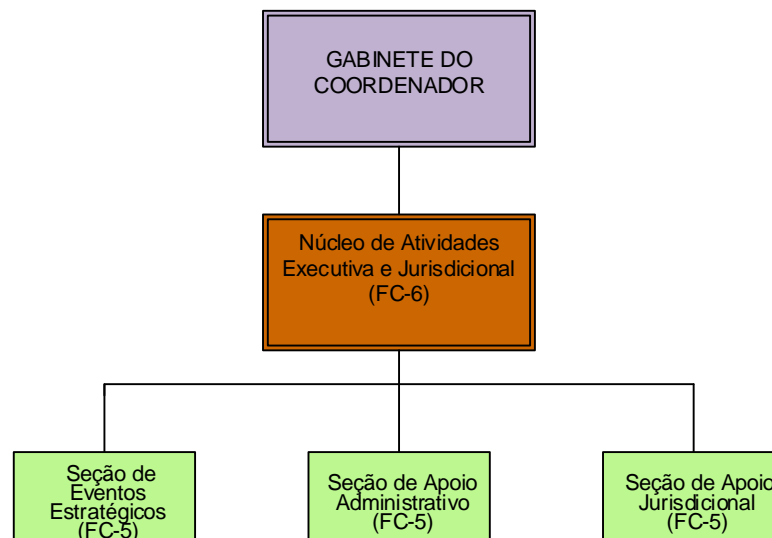 GABINETE DO
COORDENADOR
Núcleo de Atividades
Executiva e Jurisdicional
(FC-6)
Seção de
Eventos
Estratégicos
(FC-5)
Seção de Apoio
Administrativo
(FC-5)
Seção de Apoio
Jurisdicional
(FC-5)